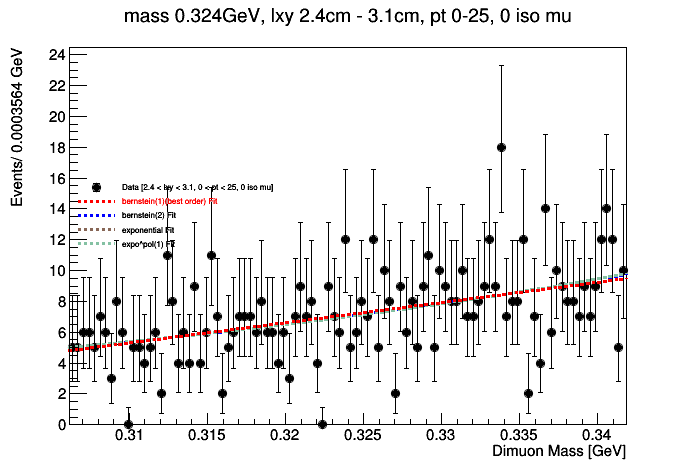 mass 0.324GeV, lxy 2.4cm - 3.1cm, pt 0-25, 0 iso mu
Events/ 0.0003564 GeV
24
22
20
18
16
14
12
10
8
6
4
2
0
Data [2.4 < lxy < 3.1, 0 < pt < 25, 0 iso mu]
bernstein(1)(best order) Fit
bernstein(2) Fit
exponential Fit
expo*pol(1) Fit
0.31 0.315 0.32 0.325 0.33 0.335 0.34
Dimuon Mass [GeV]